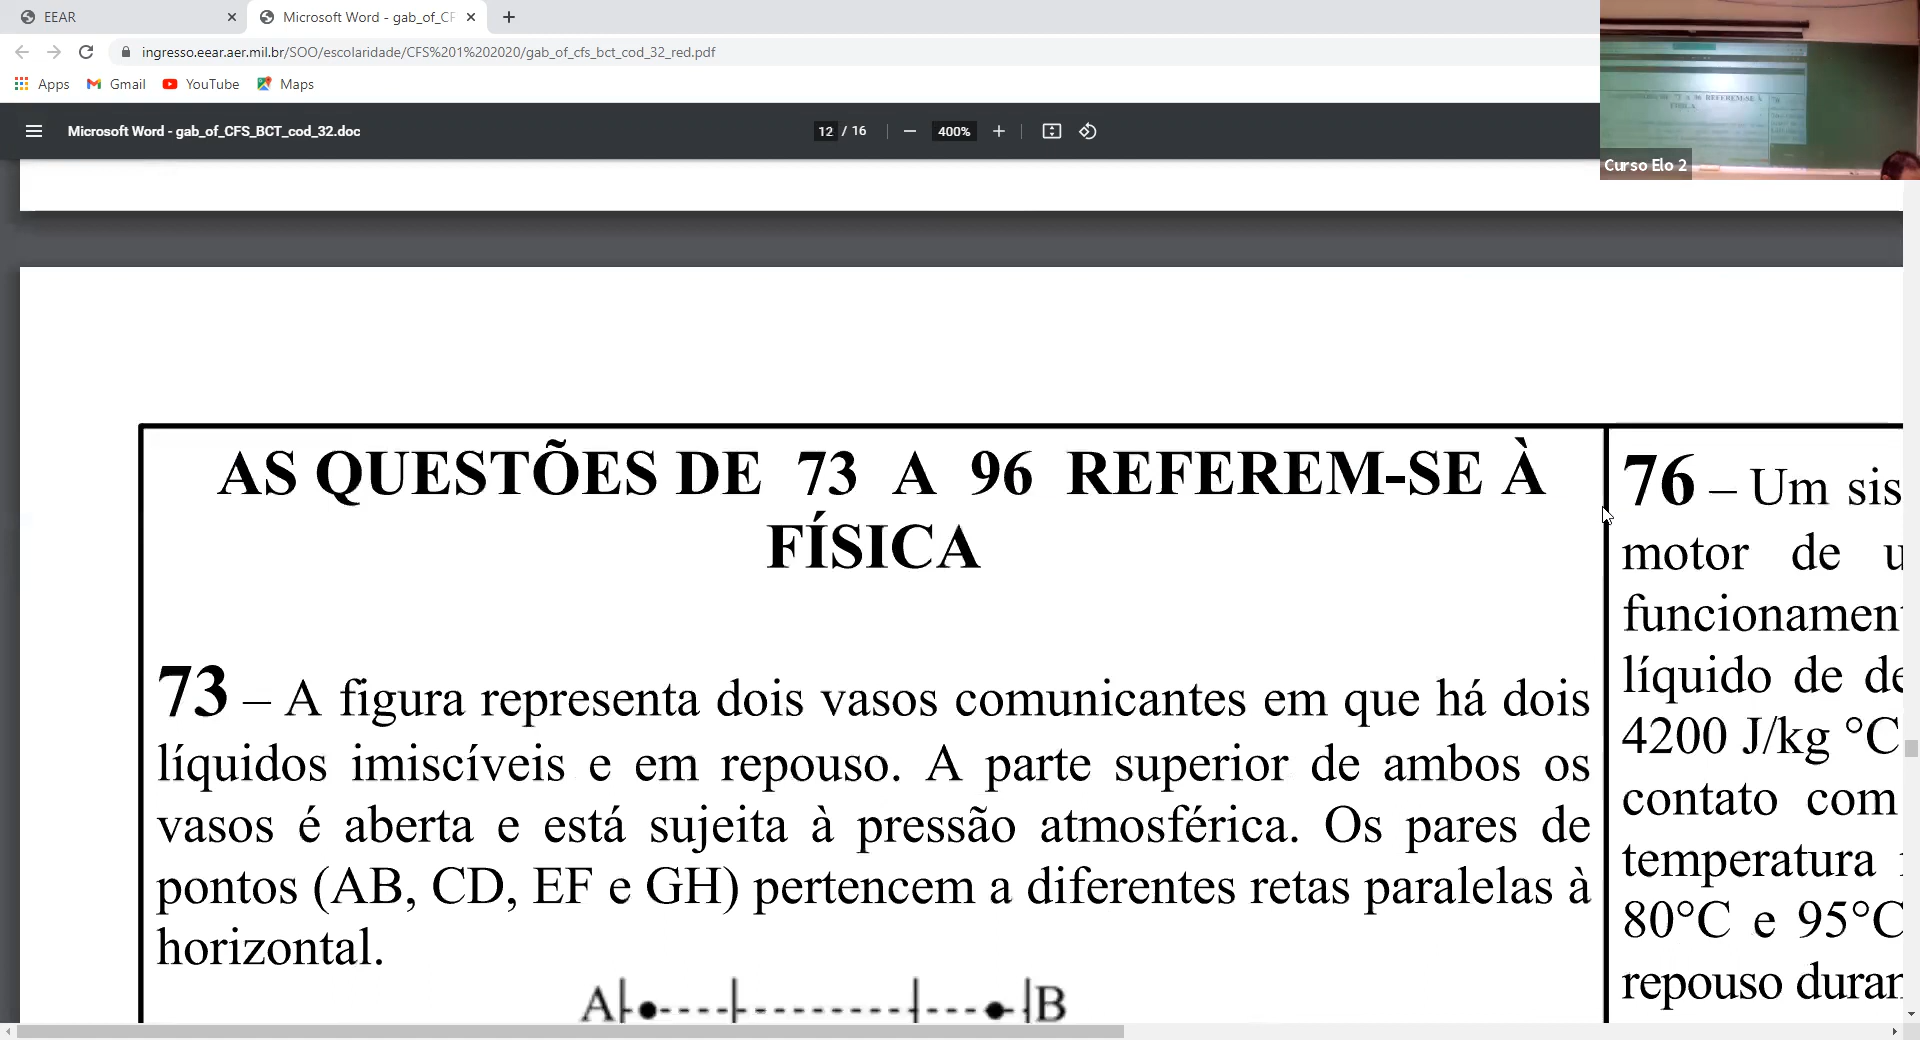 EEAR
Microsoft Word - gab_of_CF
ingresso.eear.aer.mil.br/SOO/escolaridade/CFS%201%202020/gab_of_cfs_bct_cod_32_red.pdf
Apps Gmail YouTube Maps
Microsoft Word - gab_of_CFS_BCT_cod_32.doc
12 / 16
400%
Curso Elo 2
AS QUESTÕES DE 73 A 96 REFEREM-SE À
FÍSICA
73 – A figura representa dois vasos comunicantes em que há dois
líquidos imiscíveis e em repouso. A parte superior de ambos os
vasos é aberta e está sujeita à pressão atmosférica. Os pares de
pontos (AB, CD, EF e GH) pertencem a diferentes retas paralelas à
horizontal.
A B
76 – Um sis
motor de u
funcionamen
líquido de de
4200 J/kg °C
contato com
temperatura
80°C e 95°C
repouso duran